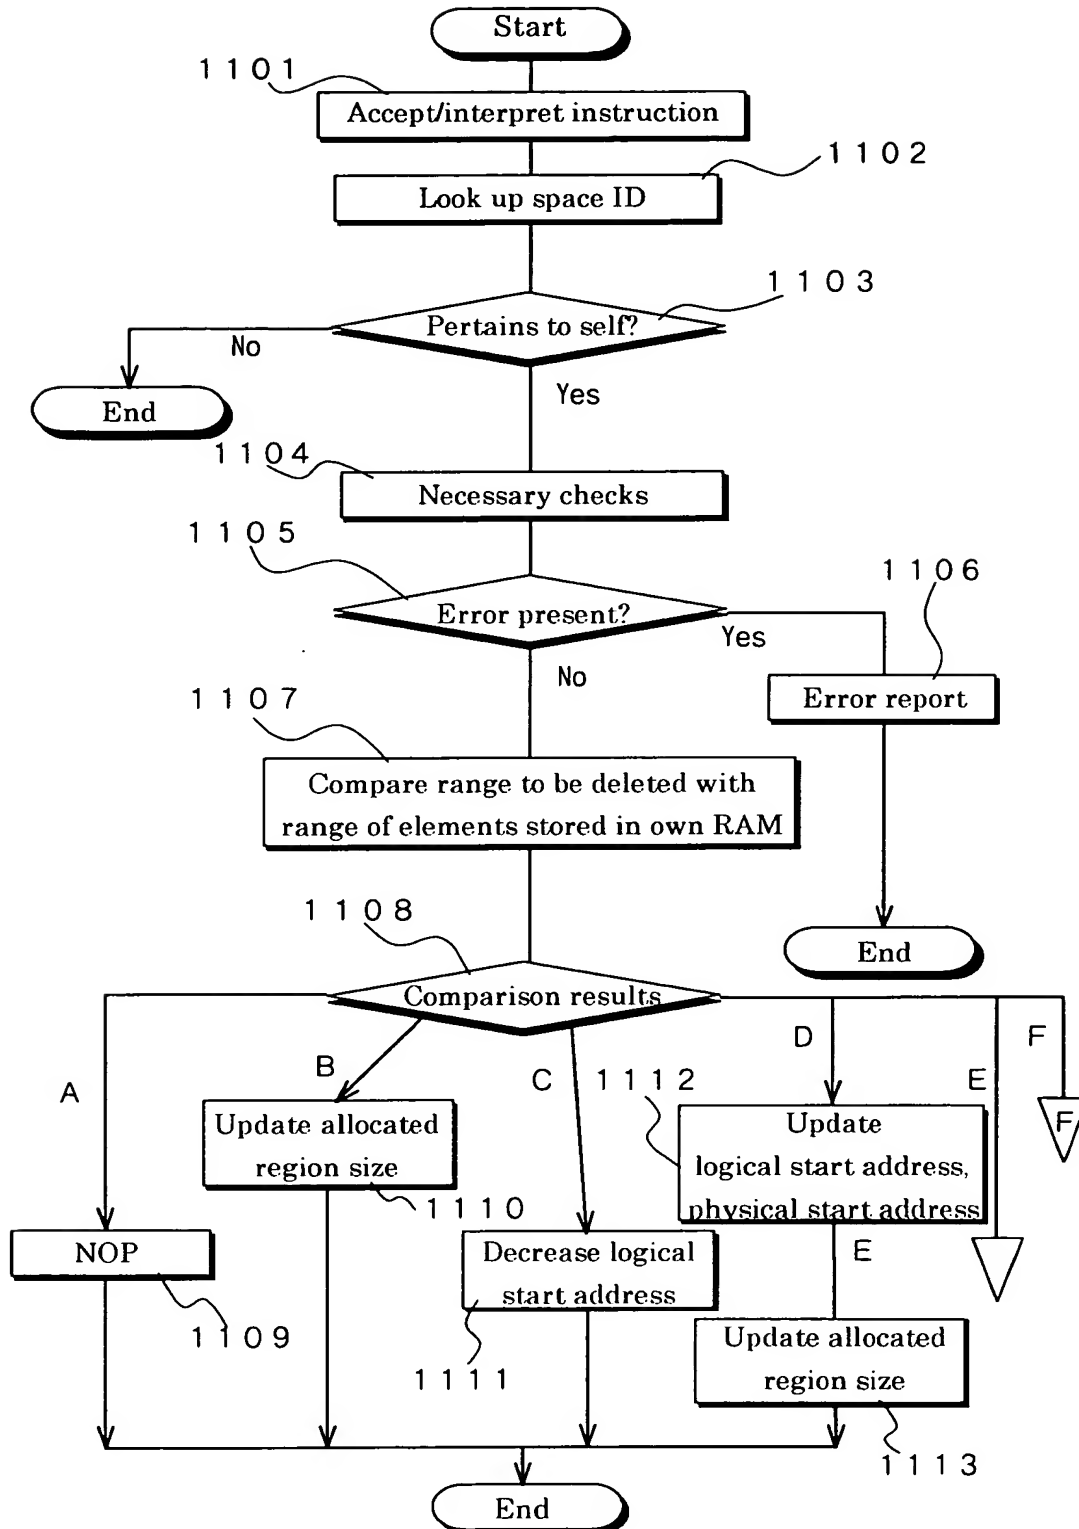 Start
1101
Accept/interpret instruction
1102
Look up space ID
1103
Pertains to self?
No
Yes
End
1104
Necessary checks
1105
1106
Error present?
Yes
No
Error report
1107
Compare range to be deleted with
range of elements stored in own RAM
1108
End
Comparison results
A
B
C
1112
D
E
F
F
Update allocated
region size
1110
Update
logical start address,
physical start address
NOP
1109
Decrease logical
start address
1111
E
Update allocated
region size
1113
End